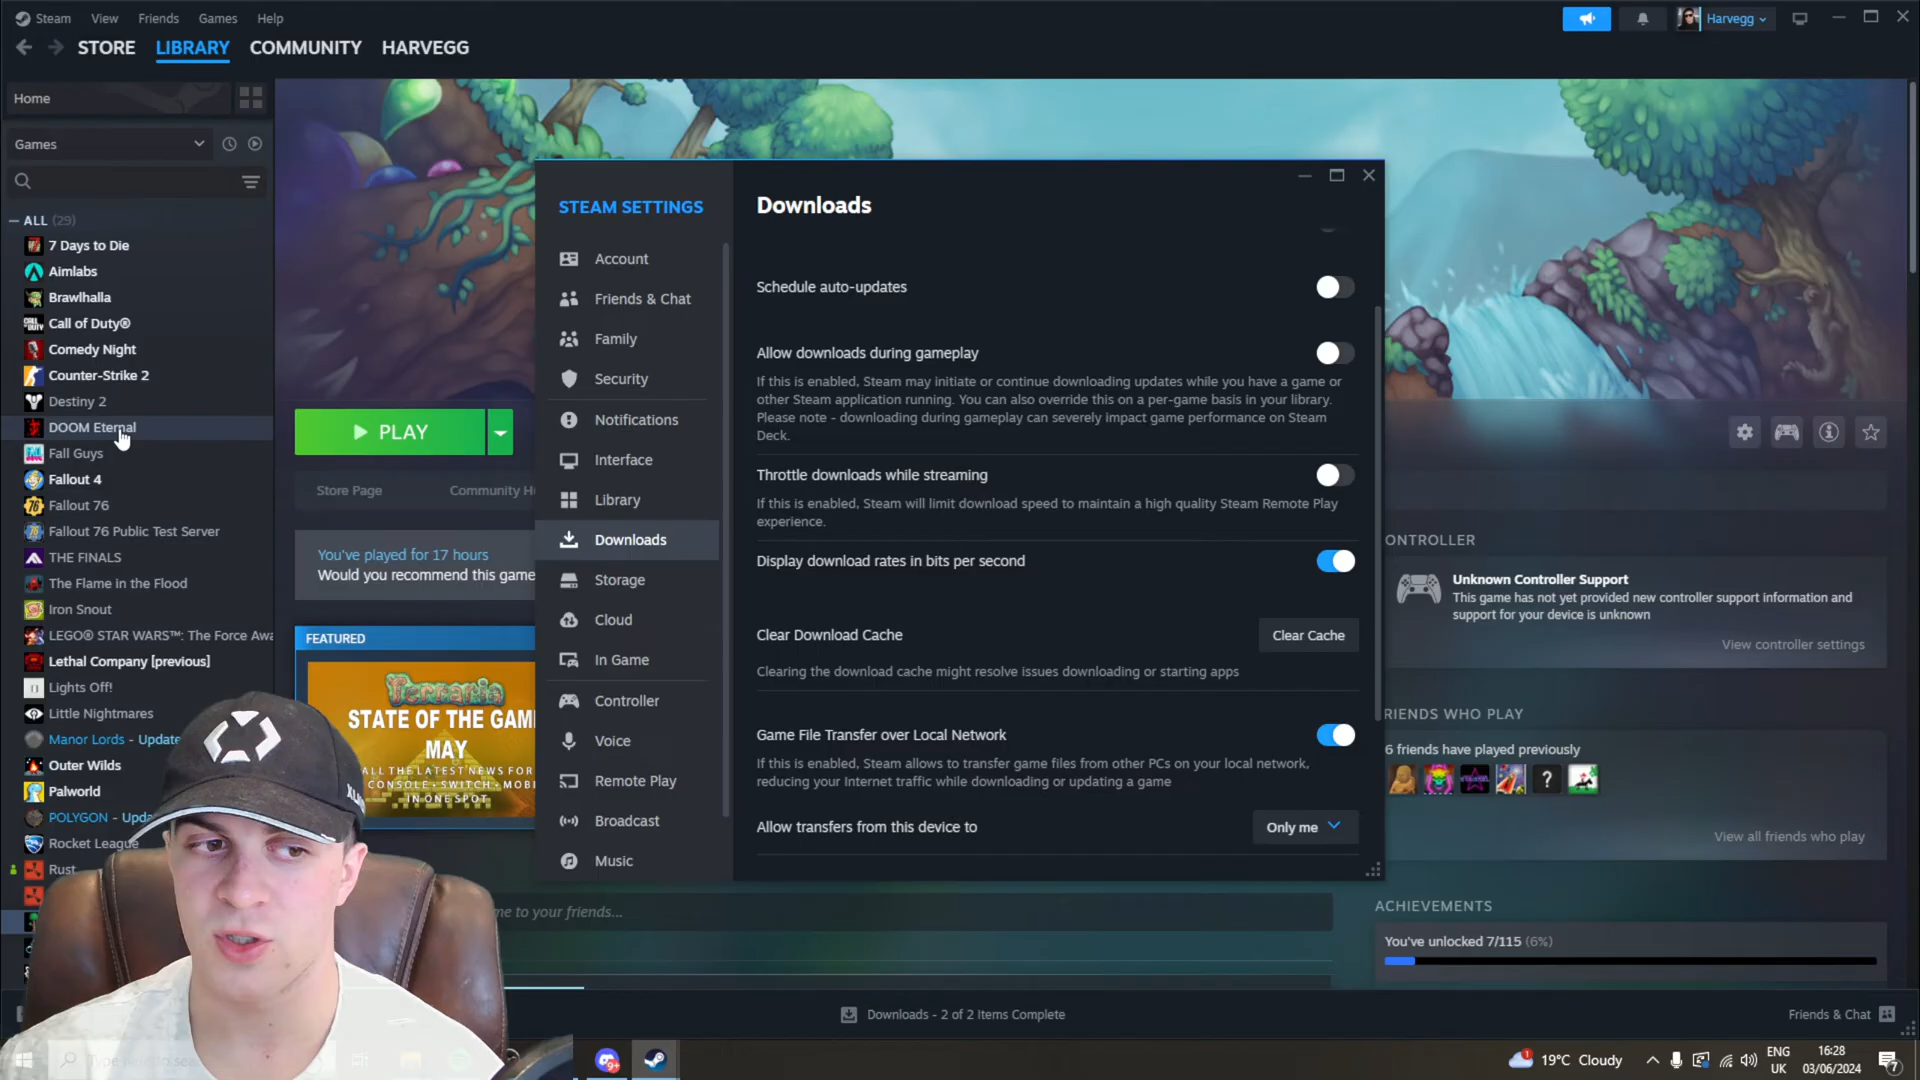 Steam View Friends Games Help
Harvegg
STORE LIBRARY COMMUNITY HARVEGG
Home
Games
ALL (29)
7 Days to Die
Aimlabs
Brawlhalla
Call of Duty®
Comedy Night
Counter-Strike 2
Destiny 2
DOOM Eternal
Fall Guys
Fallout 4
Fallout 76
Fallout 76 Public Test Server
THE FINALS
The Flame in the Flood
Iron Snout
LEGO® STAR WARS™: The Force Awa
Lethal Company [previous]
Lights Off!
Little Nightmares
Manor Lords - Update
Outer Wilds
Palworld
POLYGON - Upda
Rocket League
Rust
PLAY
Store Page Community H
You've played for 17 hours
Would you recommend this game
FEATURED
Terraria
STATE OF THE GAM
MAY
ALL THE LATEST NEWS FOR
CONSOLE • SWITCH • MOBI
IN ONE SPOT
me to your friends...
STEAM SETTINGS
Account
Friends & Chat
Family
Security
Notifications
Interface
Library
Downloads
Storage
Cloud
In Game
Controller
Voice
Remote Play
Broadcast
Music
Downloads
Schedule auto-updates
Allow downloads during gameplay
If this is enabled, Steam may initiate or continue downloading updates while you have a game or
other Steam application running. You can also override this on a per-game basis in your library.
Please note - downloading during gameplay can severely impact game performance on Steam
Deck.
Throttle downloads while streaming
If this is enabled, Steam will limit download speed to maintain a high quality Steam Remote Play
experience.
Display download rates in bits per second
Clear Download Cache
Clear Cache
Clearing the download cache might resolve issues downloading or starting apps
Game File Transfer over Local Network
If this is enabled, Steam allows to transfer game files from other PCs on your local network,
reducing your Internet traffic while downloading or updating a game
Allow transfers from this device to
Only me
ONTROLLER
Unknown Controller Support
This game has not yet provided new controller support information and
support for your device is unknown
View controller settings
RIENDS WHO PLAY
6 friends have played previously
?
View all friends who play
ACHIEVEMENTS
You've unlocked 7/115 (6%)
Downloads - 2 of 2 Items Complete
Friends & Chat
9+
1
19°C Cloudy
ENG
UK
16:28
03/06/2024
7